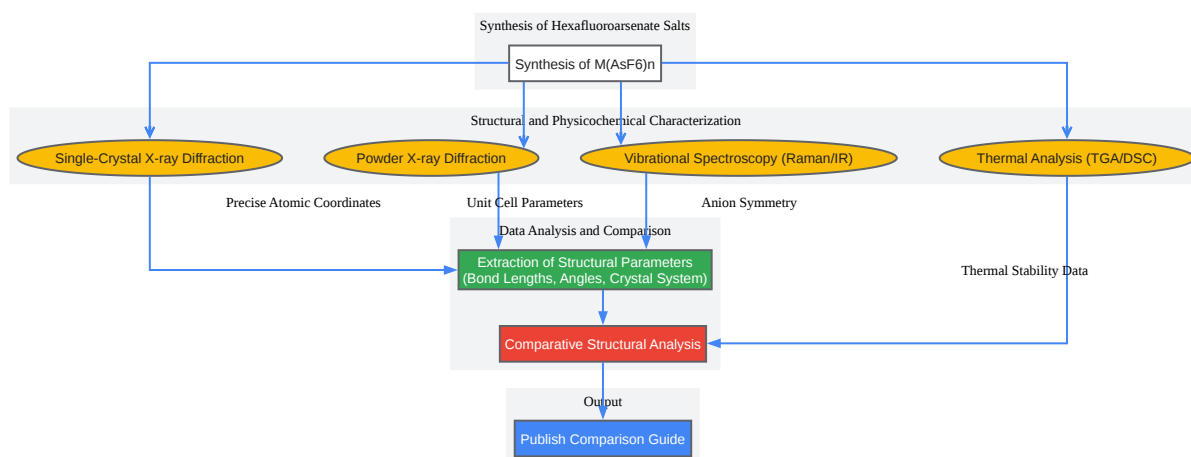 Synthesis of Hexafluoroarsenate Salts
Synthesis of M(AsF6)n
Structural and Physicochemical Characterization
Single-Crystal X-ray Diffraction
Powder X-ray Diffraction
Vibrational Spectroscopy (Raman/IR)
Thermal Analysis (TGA/DSC)
Precise Atomic Coordinates
Unit Cell Parameters
Anion Symmetry
Data Analysis and Comparison
Extraction of Structural Parameters
(Bond Lengths, Angles, Crystal System)
Thermal Stability Data
Comparative Structural Analysis
Output
Publish Comparison Guide